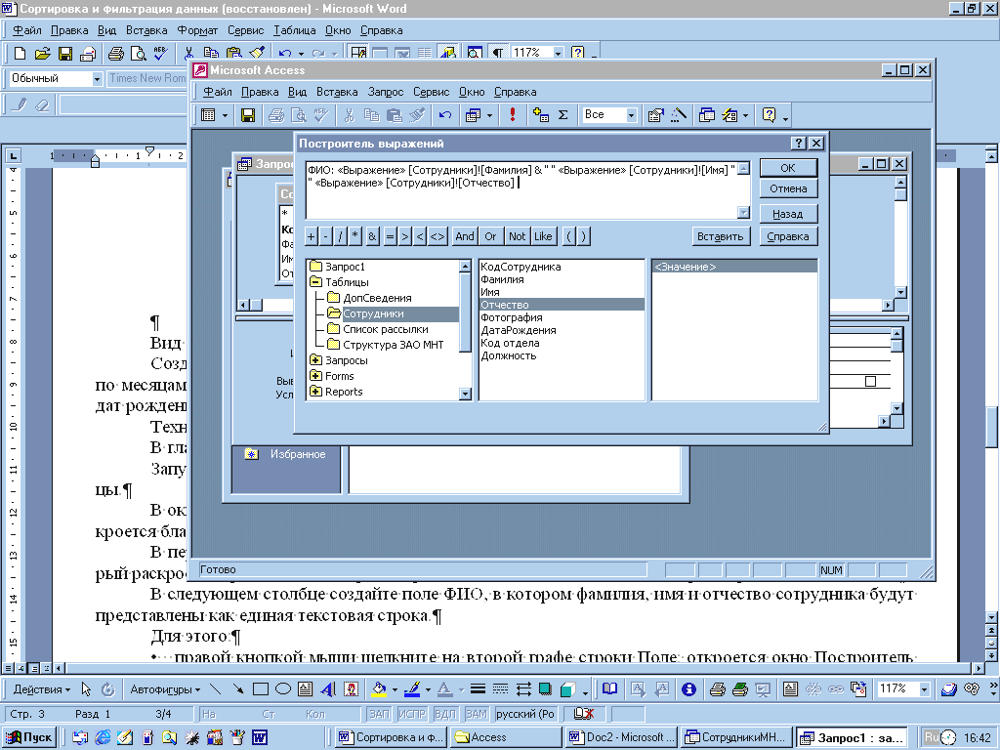 Сортировка и Фильтрация данных (восстановлен) - Microsoft Word
Файл Правка Вид Вставка Формат Сервис Таблица Окно Справка
117%
Обычный Times New Rom
Microsoft Access
Файл Правка Вид Вставка Запрос Сервис Окно Справка
Все
Запрос
Построитель выражений
ФИО: «Выражение» [Сотрудники]![Фамилия] & " " «Выражение» [Сотрудники]![Имя] "
" «Выражение» [Сотрудники]![Отчество]
OK
Отмена
Назад
Справка
+ - / * & = > < <> And Or Not Like ( ) Вставить
Запрос1
Таблицы
ДопСведения
Сотрудники
Список рассылки
Структура ЗАО МНТ
Запросы
Forms
Reports
КодСотрудника
Фамилия
Имя
Отчество
Фотография
ДатаРождения
Код отдела
Должность
<Значение>
Избранное
Готово NUM
¶
Вид
Созд
по месяцам
дат рожден
Техн
В гла
Запу
цы.¶
В ок
кроется бла
В пе
рый раскро
В следующем столбце создайте поле ФИО, в котором фамилия, имя и отчество сотрудника будут
представлены как единая текстовая строка.¶
Для этого:¶
• правой кнопкой мыши щелкните на второй графе строки Поле: откроется окно Построитель
Действия Автофигуры 117%
Стр. 3 Разд 1 3/4 На Ст Кол ЗАП ИСПР ВДЛ ЗАМ русский (Ро
Пуск Сортировка и ф... Access Doc2 - Microsoft ... СотрудникиМН... Запрос1 : за... Ru 16:42